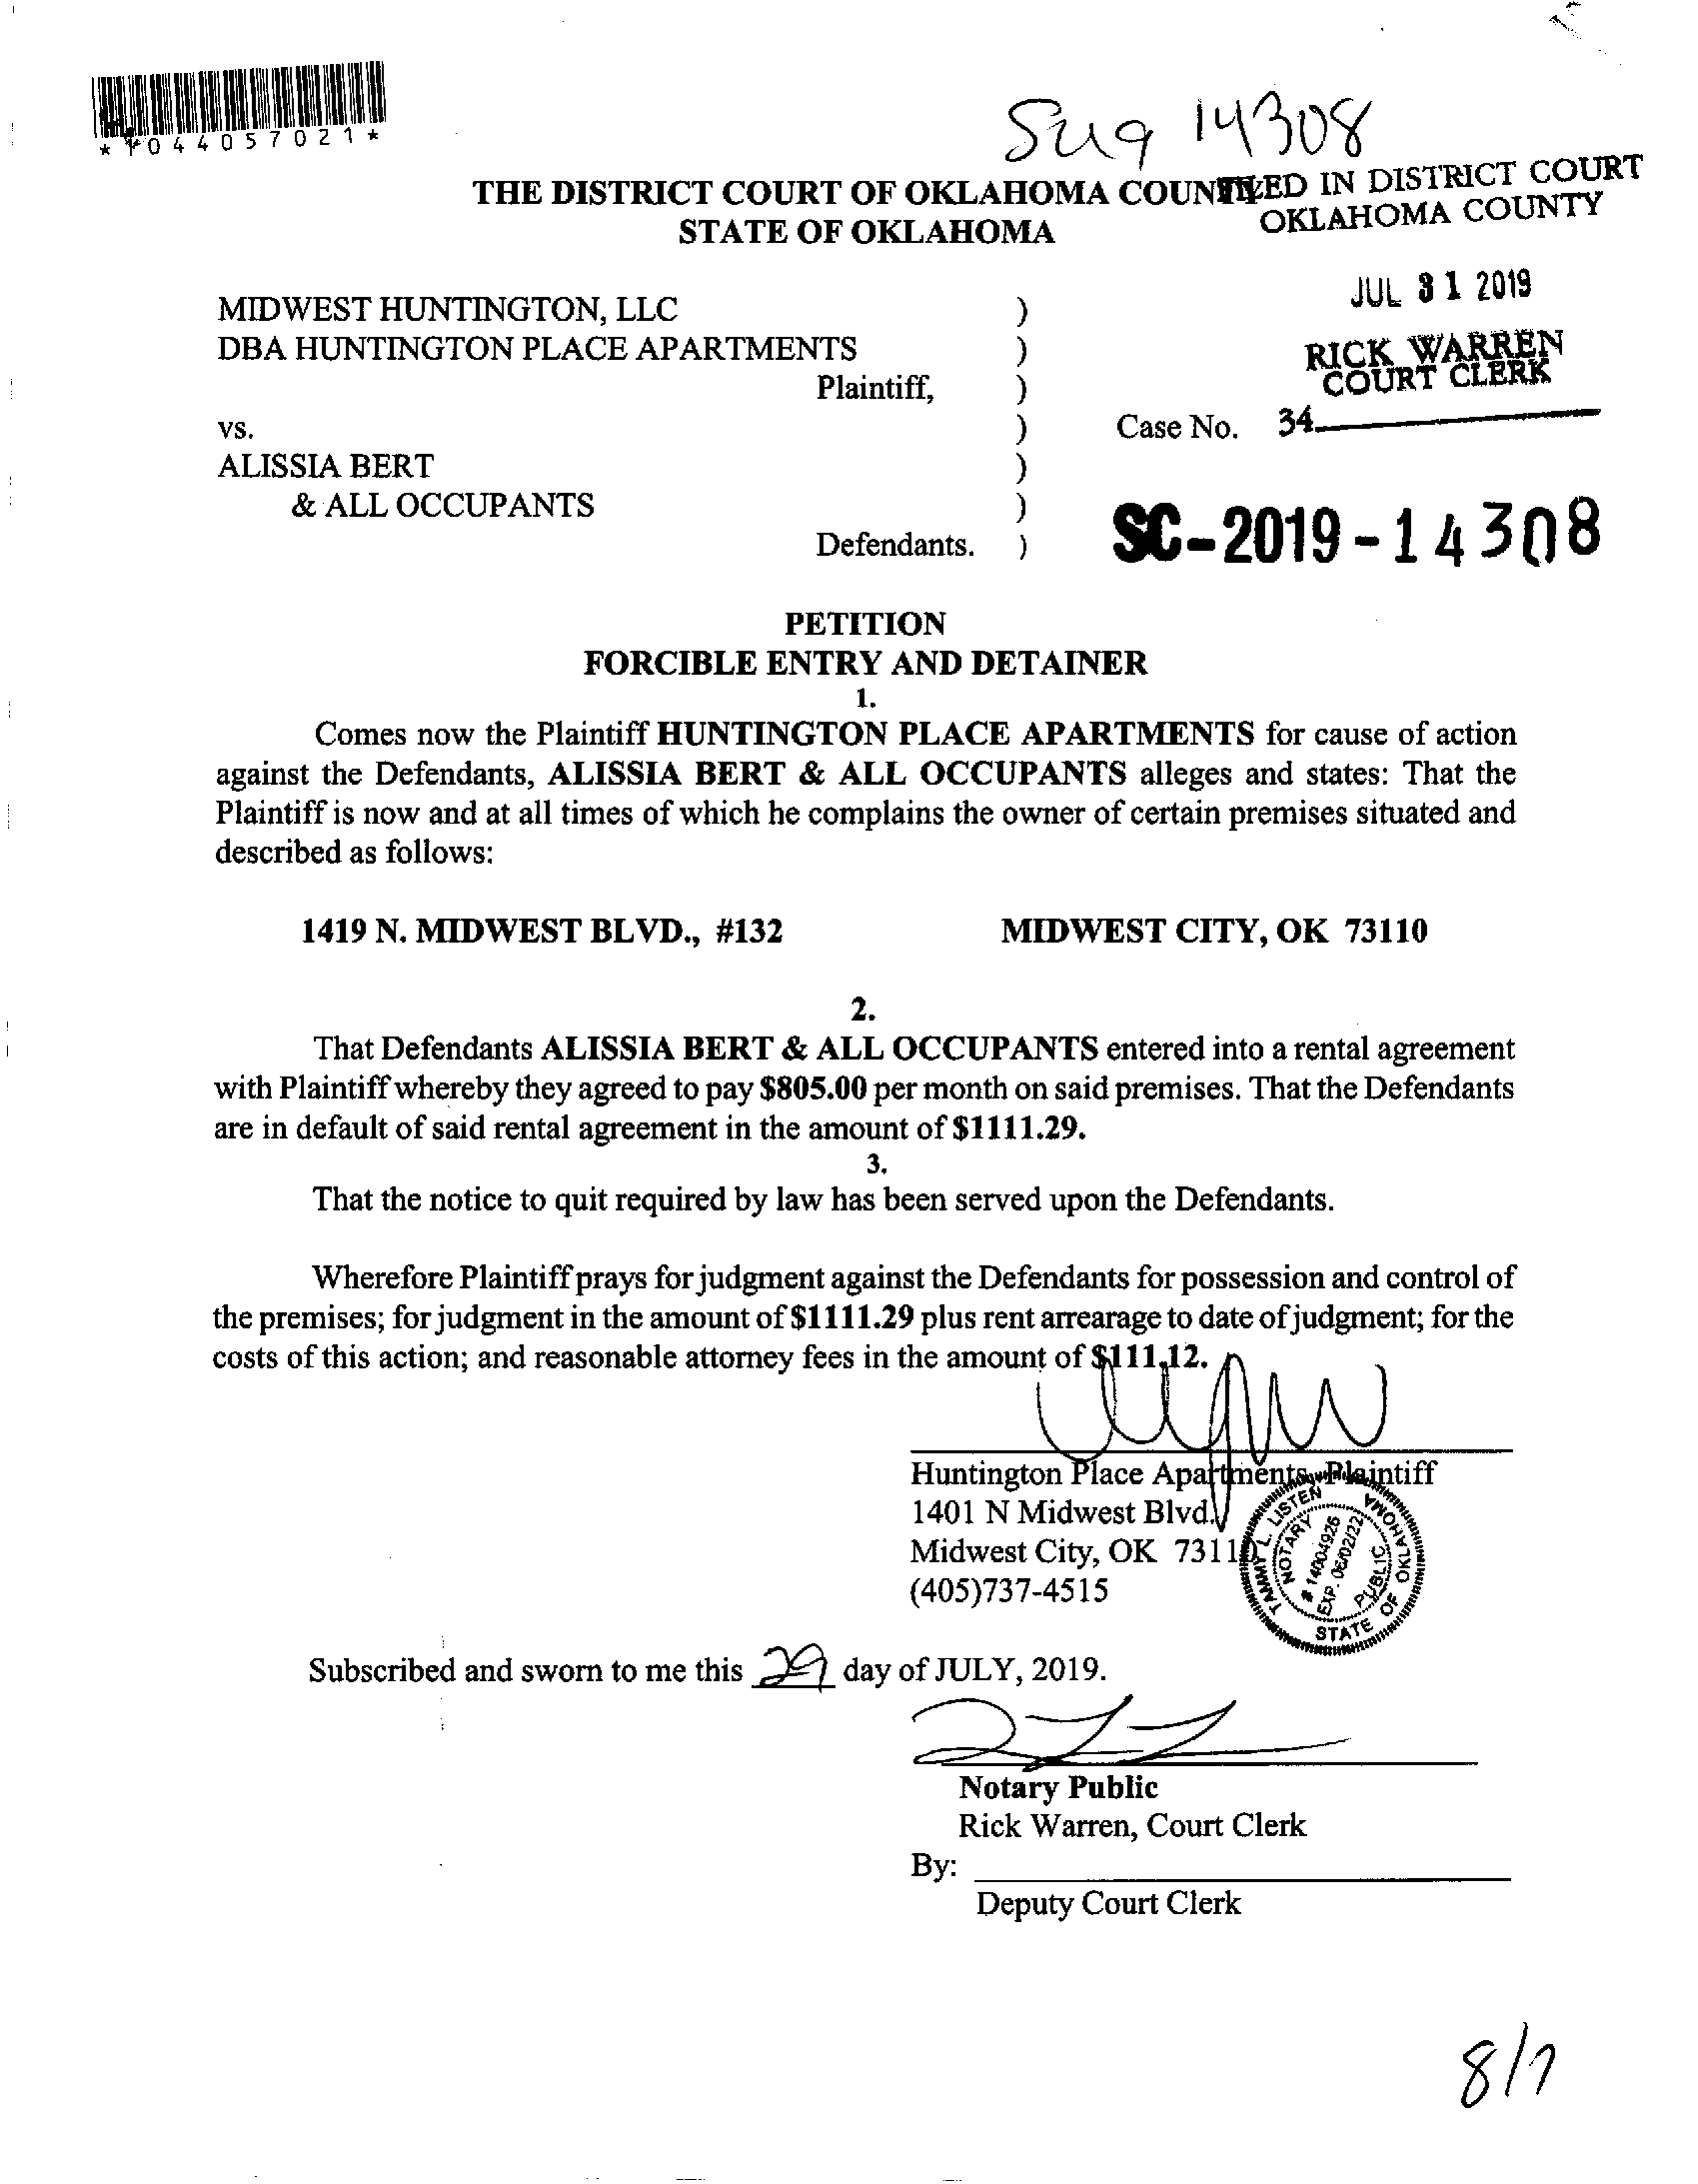 *1044057021*
14308
THE DISTRICT COURT OF OKLAHOMA COUNTY
STATE OF OKLAHOMA
FILED IN DISTRICT COURT
OKLAHOMA COUNTY
JUL 31 2019
RICK WARREN
COURT CLERK
34
MIDWEST HUNTINGTON, LLC )
DBA HUNTINGTON PLACE APARTMENTS )
Plaintiff, )
vs. ) Case No.
ALISSIA BERT )
& ALL OCCUPANTS )
Defendants. )
SC-2019-14308
PETITION
FORCIBLE ENTRY AND DETAINER
1.
Comes now the Plaintiff HUNTINGTON PLACE APARTMENTS for cause of action
against the Defendants, ALISSIA BERT & ALL OCCUPANTS alleges and states: That the
Plaintiff is now and at all times of which he complains the owner of certain premises situated and
described as follows:
1419 N. MIDWEST BLVD., #132 MIDWEST CITY, OK 73110
2.
That Defendants ALISSIA BERT & ALL OCCUPANTS entered into a rental agreement
with Plaintiff whereby they agreed to pay $805.00 per month on said premises. That the Defendants
are in default of said rental agreement in the amount of $1111.29.
3.
That the notice to quit required by law has been served upon the Defendants.
Wherefore Plaintiff prays for judgment against the Defendants for possession and control of
the premises; for judgment in the amount of $1111.29 plus rent arrearage to date of judgment; for the
costs of this action; and reasonable attorney fees in the amount of $111.12.
Huntington Place Apartments, Plaintiff
1401 N Midwest Blvd.
Midwest City, OK 73110
(405)737-4515
TAMMY L. LISTEN
NOTARY PUBLIC
# 14004926
EXP. 06/02/22
STATE OF OKLAHOMA
Subscribed and sworn to me this 29 day of JULY, 2019.
Notary Public
Rick Warren, Court Clerk
By:
Deputy Court Clerk
8/7